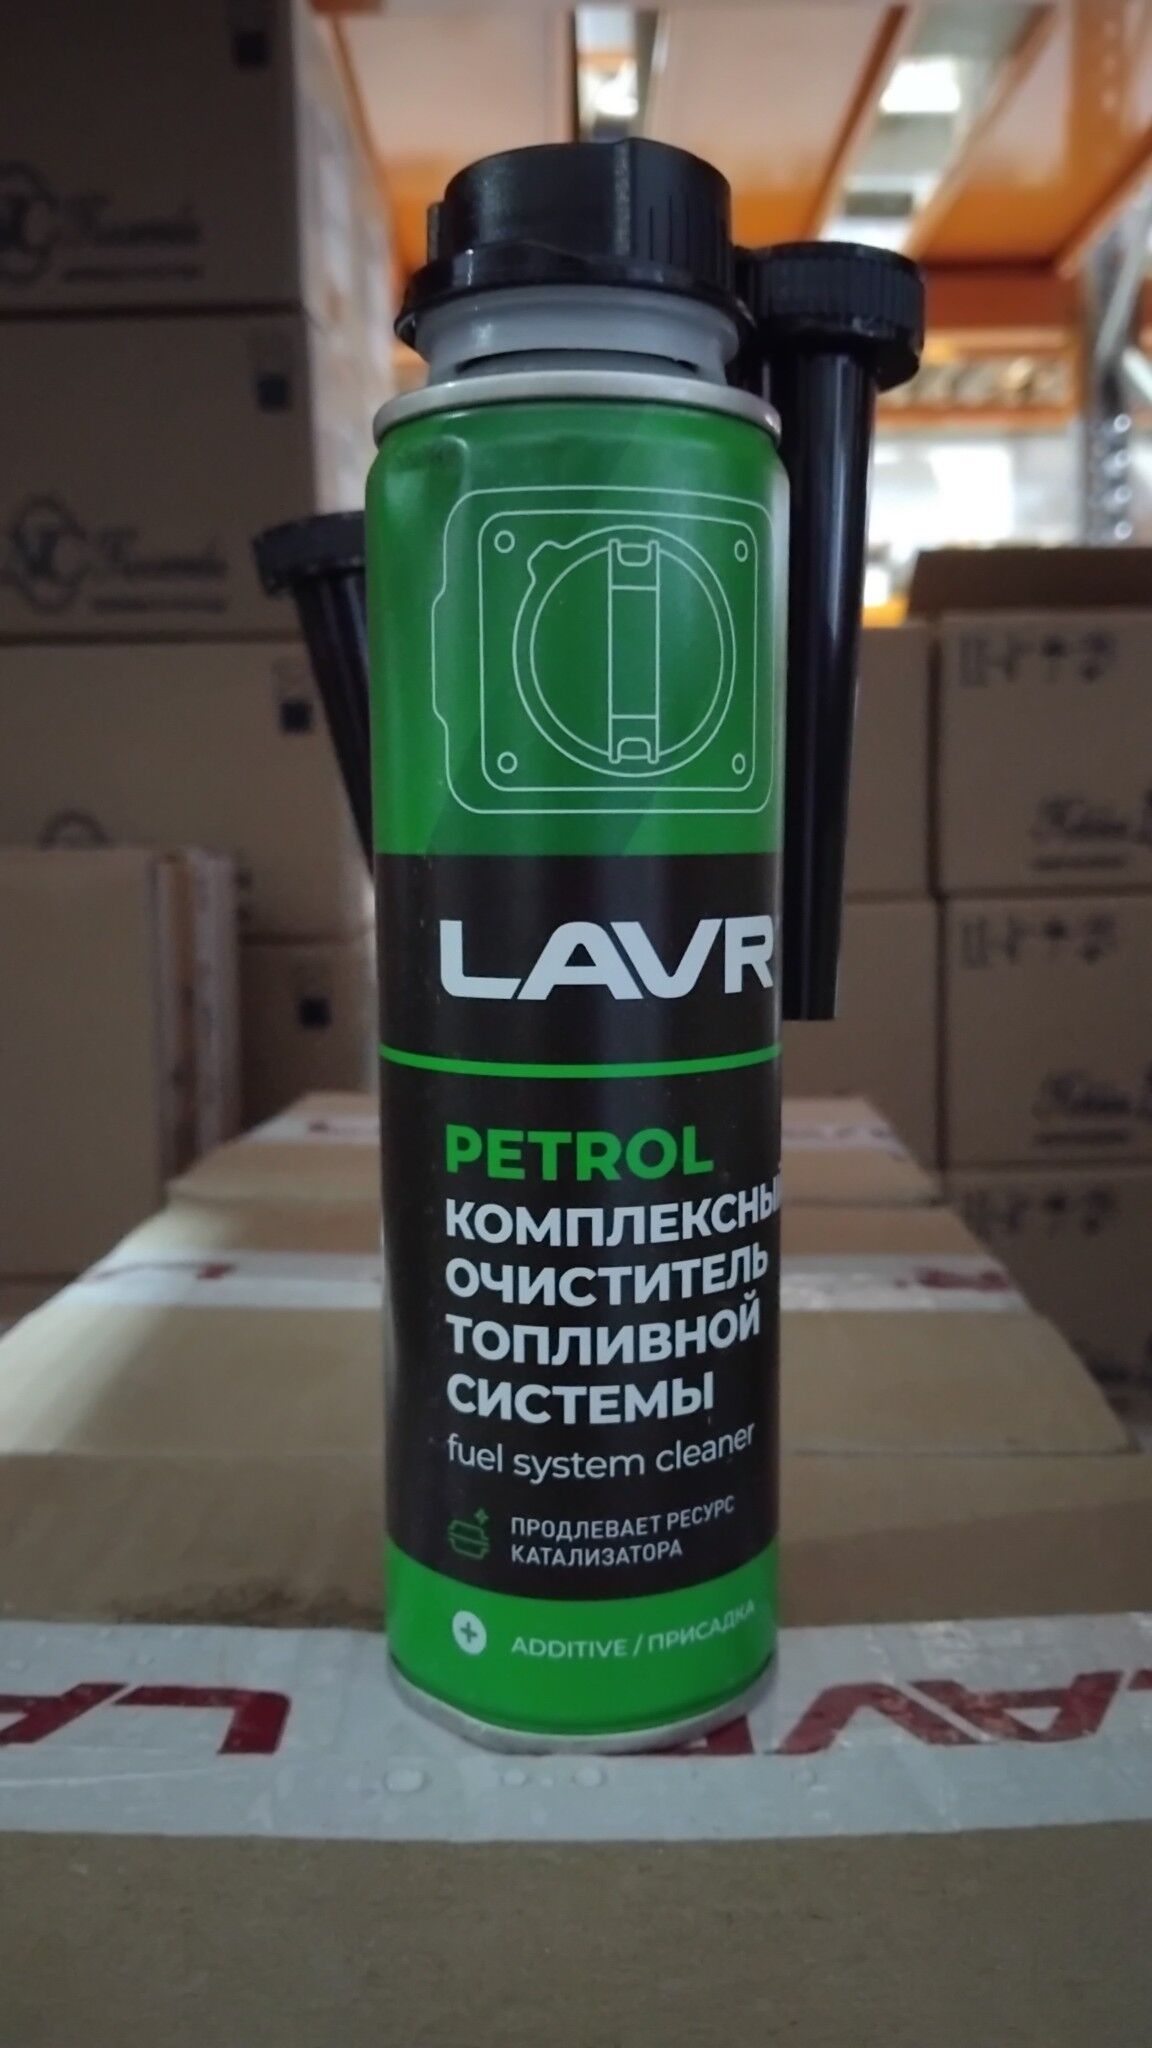 LAVR
PETROL
КОМПЛЕКСНЫЙ
ОЧИСТИТЕЛЬ
ТОПЛИВНОЙ
СИСТЕМЫ
fuel system cleaner
ПРОДЛЕВАЕТ РЕСУРС
КАТАЛИЗАТОРА
ADDITIVE / ПРИСАДКА